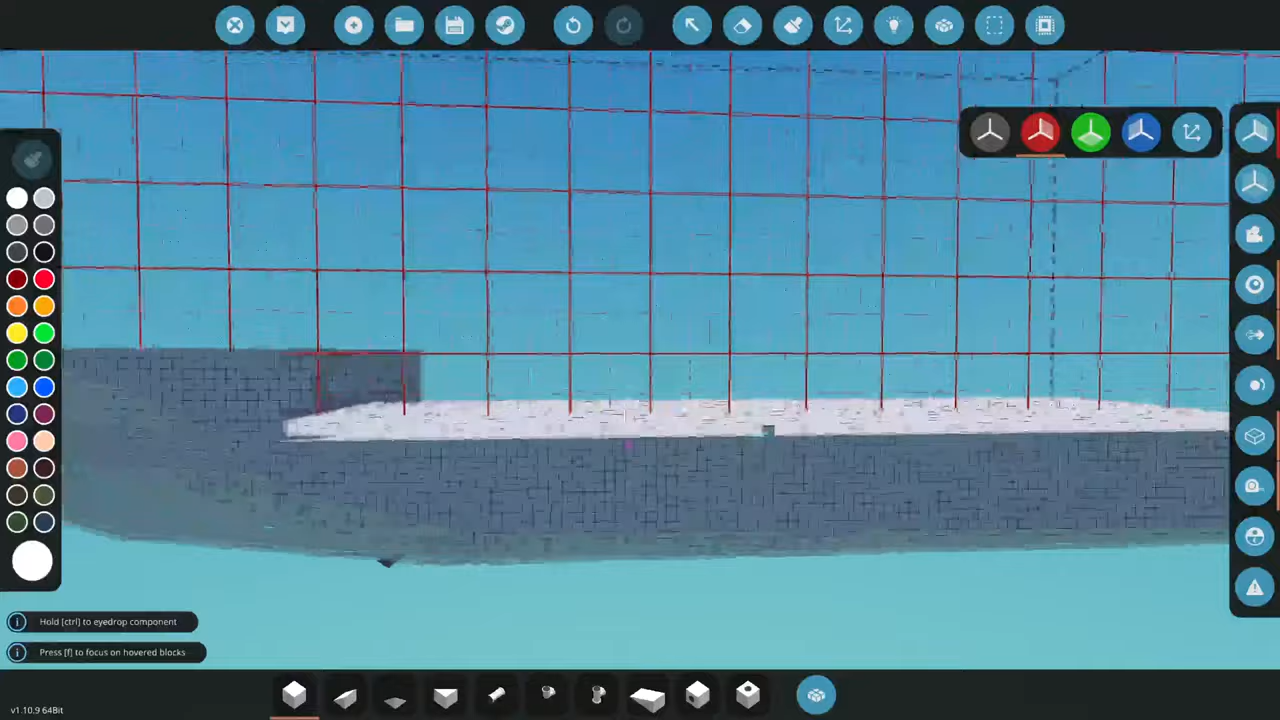 Hold [ctrl] to eyedrop component
Press [f] to focus on hovered blocks
v1.10.9 64Bit